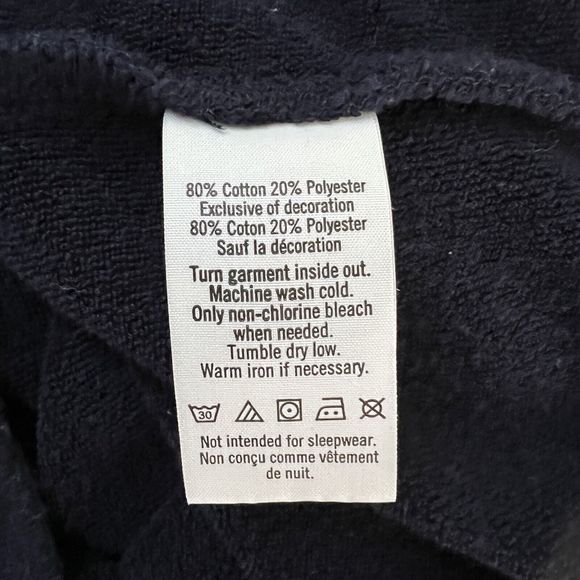 80% Cotton 20% Polyester
Exclusive of decoration
80% Coton 20% Polyester
Sauf la décoration
Turn garment inside out.
Machine wash cold.
Only non-chlorine bleach
when needed.
Tumble dry low.
Warm iron if necessary.
30
Not intended for sleepwear.
Non conçu comme vêtement
de nuit.